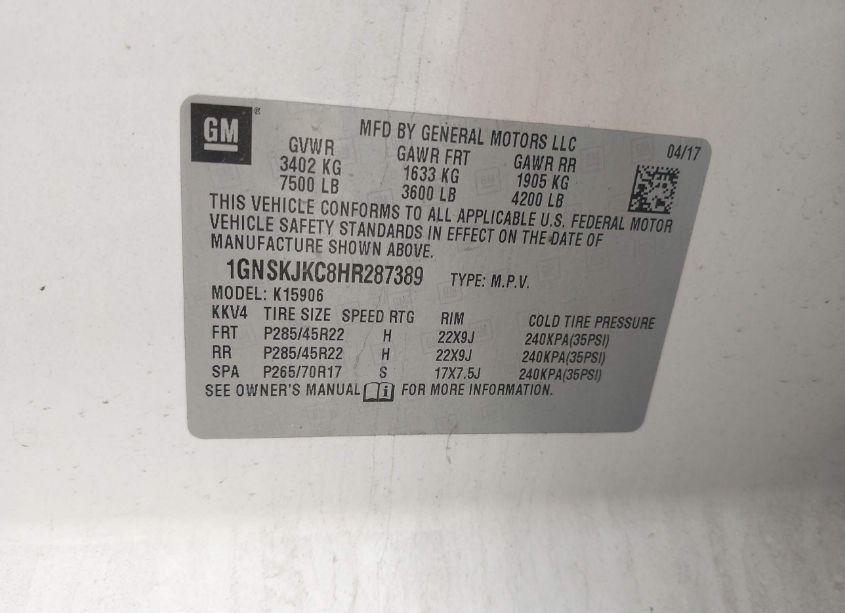 GM®
MFD BY GENERAL MOTORS LLC 04/17
GVWR GAWR FRT GAWR RR
3402 KG 1633 KG 1905 KG
7500 LB 3600 LB 4200 LB
THIS VEHICLE CONFORMS TO ALL APPLICABLE U.S. FEDERAL MOTOR
VEHICLE SAFETY STANDARDS IN EFFECT ON THE DATE OF
MANUFACTURE SHOWN ABOVE.
1GNSKJKC8HR287389 TYPE: M.P.V.
MODEL: K15906
KKV4 TIRE SIZE SPEED RTG RIM COLD TIRE PRESSURE
FRT P285/45R22 H 22X9J 240KPA(35PSI)
RR P285/45R22 H 22X9J 240KPA(35PSI)
SPA P265/70R17 S 17X7.5J 240KPA(35PSI)
SEE OWNER'S MANUAL i FOR MORE INFORMATION.